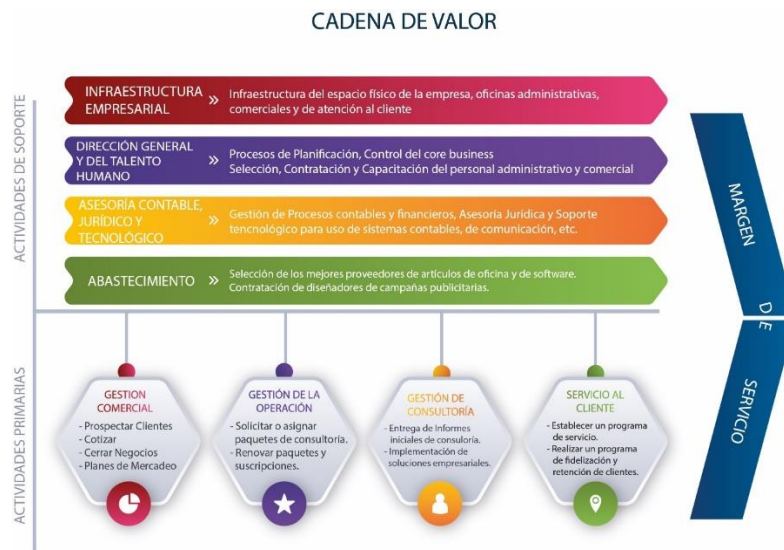 CADENA DE VALOR
ACTIVIDADES DE SOPORTE
INFRAESTRUCTURA
EMPRESARIAL
Infraestructura del espacio físico de la empresa, oficinas administrativas,
comerciales y de atención al cliente
DIRECCIÓN GENERAL
Y DEL TALENTO
HUMANO
Procesos de Planificación, Control del core business
Selección, Contratación y Capacitación del personal administrativo y comercial
ASESORÍA CONTABLE,
JURÍDICO Y
TECNOLÓGICO
Gestión de Procesos contables y financieros, Asesoría Jurídica y Soporte
tencnológico para uso de sistemas contables, de comunicación, etc.
ABASTECIMIENTO
Selección de los mejores proveedores de artículos de oficina y de software.
Contratación de diseñadores de campañas publicitarias.
MARGEN
DE
SERVICIO
ACTIVIDADES PRIMARIAS
GESTION
COMERCIAL
- Prospectar Clientes
- Cotizar
- Cerrar Negocios
- Planes de Mercadeo
GESTIÓN DE LA
OPERACIÓN
- Solicitar o asignar
paquetes de consultoría.
- Renovar paquetes y
suscripciones.
GESTIÓN DE
CONSULTORÍA
- Entrega de Informes
iniciales de consuloría.
- Implementación de
soluciones empresariales.
SERVICIO AL
CLIENTE
- Establecer un programa
de servicio.
- Realizar un programa
de fidelización y
retención de clientes.